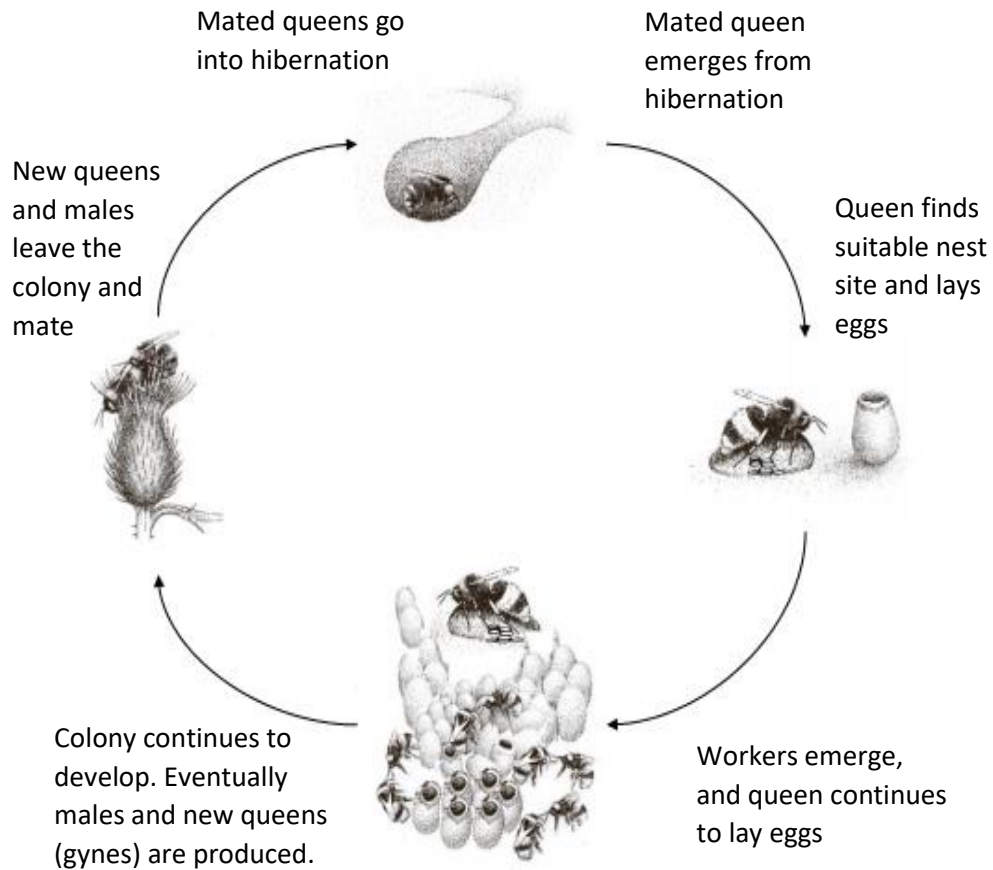 Mated queens go
into hibernation
Mated queen
emerges from
hibernation
Queen finds
suitable nest
site and lays
eggs
Workers emerge,
and queen continues
to lay eggs
Colony continues to
develop. Eventually
males and new queens
(gynes) are produced.
New queens
and males
leave the
colony and
mate